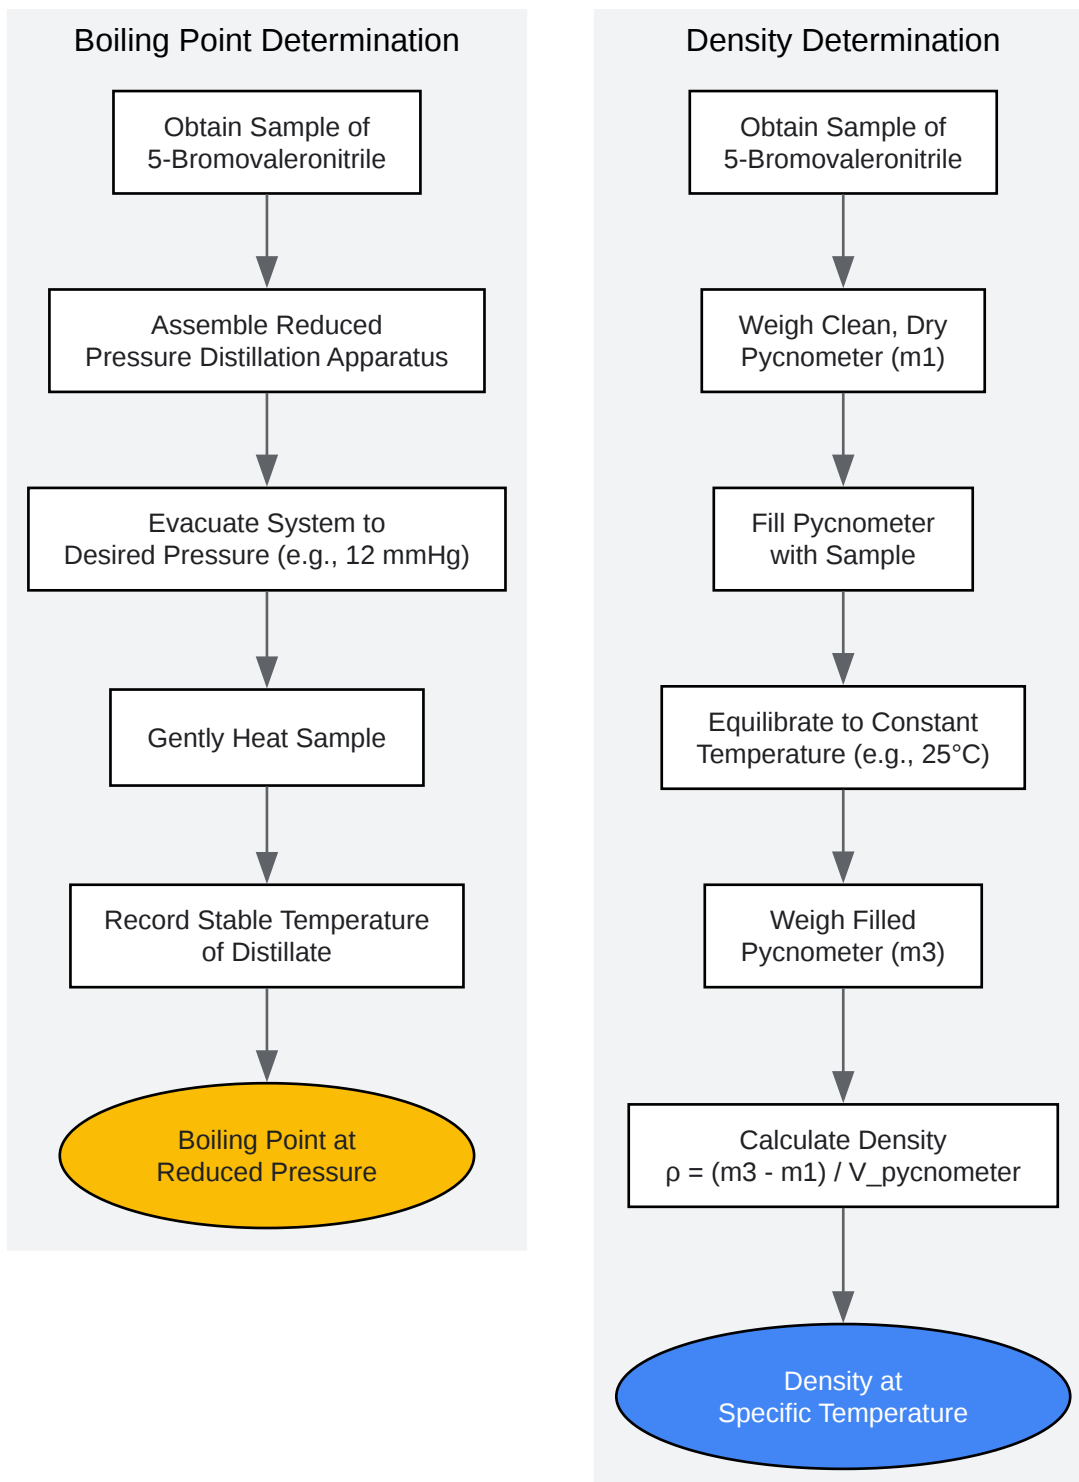 Boiling Point Determination
Obtain Sample of
5-Bromovaleronitrile
Assemble Reduced
Pressure Distillation Apparatus
Evacuate System to
Desired Pressure (e.g., 12 mmHg)
Gently Heat Sample
Record Stable Temperature
of Distillate
Boiling Point at
Reduced Pressure
Density Determination
Obtain Sample of
5-Bromovaleronitrile
Weigh Clean, Dry
Pycnometer (m1)
Fill Pycnometer
with Sample
Equilibrate to Constant
Temperature (e.g., 25°C)
Weigh Filled
Pycnometer (m3)
Calculate Density
ρ = (m3 - m1) / V_pycnometer
Density at
Specific Temperature